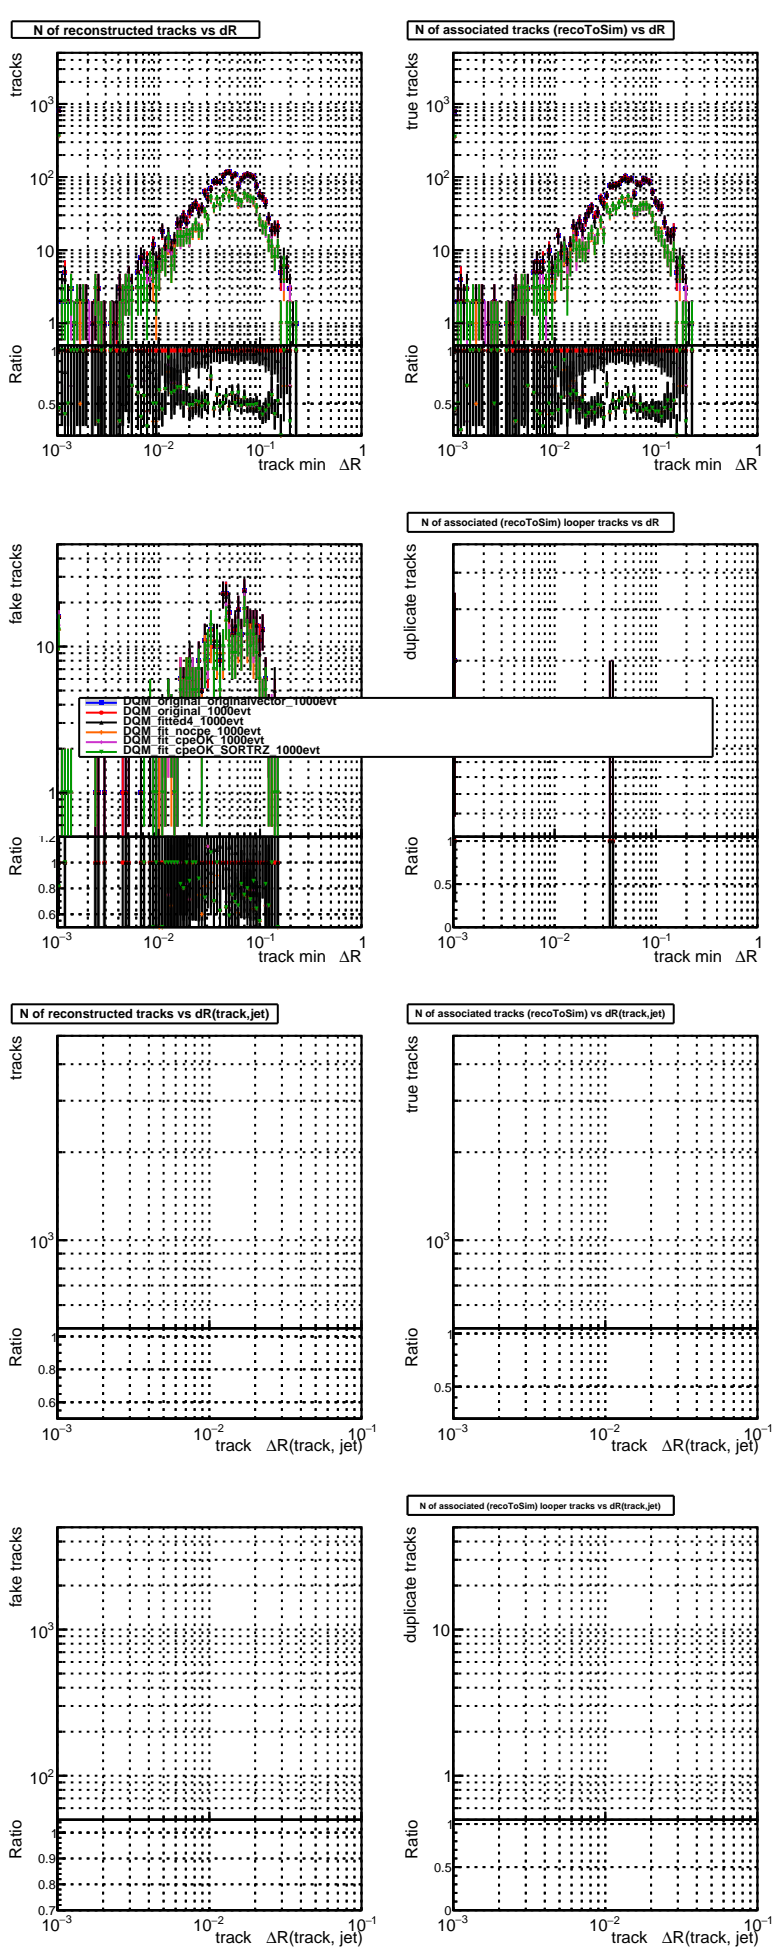 N of reconstructed tracks vs dR
tracks
10³
10²
10
1
Ratio
1
0.5
10⁻³
10⁻²
10⁻¹
1
track min ΔR
N of associated tracks (recoToSim) vs dR
true tracks
10³
10²
10
1
Ratio
1
0.5
10⁻³
10⁻²
10⁻¹
1
track min ΔR
fake tracks
10
1
Ratio
1.2
1
0.8
0.6
10⁻³
10⁻²
10⁻¹
1
track min ΔR
N of associated (recoToSim) looper tracks vs dR
duplicate tracks
Ratio
1
0.5
0
10⁻³
10⁻²
10⁻¹
1
track min ΔR
DQM_original_originalvector_1000evt
DQM_original_1000evt
DQM_fitted4_1000evt
DQM_fit_nocpe_1000evt
DQM_fit_cpeOK_1000evt
DQM_fit_cpeOK_SORTRZ_1000evt
N of reconstructed tracks vs dR(track,jet)
tracks
10³
Ratio
1
0.8
0.6
10⁻³
10⁻²
10⁻¹
track ΔR(track, jet)
N of associated tracks (recoToSim) vs dR(track,jet)
true tracks
10³
Ratio
1
0.5
10⁻³
10⁻²
10⁻¹
track ΔR(track, jet)
fake tracks
10³
10²
Ratio
1
0.9
0.8
0.7
10⁻³
10⁻²
10⁻¹
track ΔR(track, jet)
N of associated (recoToSim) looper tracks vs dR(track,jet)
duplicate tracks
10
1
Ratio
1
0.5
0
10⁻³
10⁻²
10⁻¹
track ΔR(track, jet)